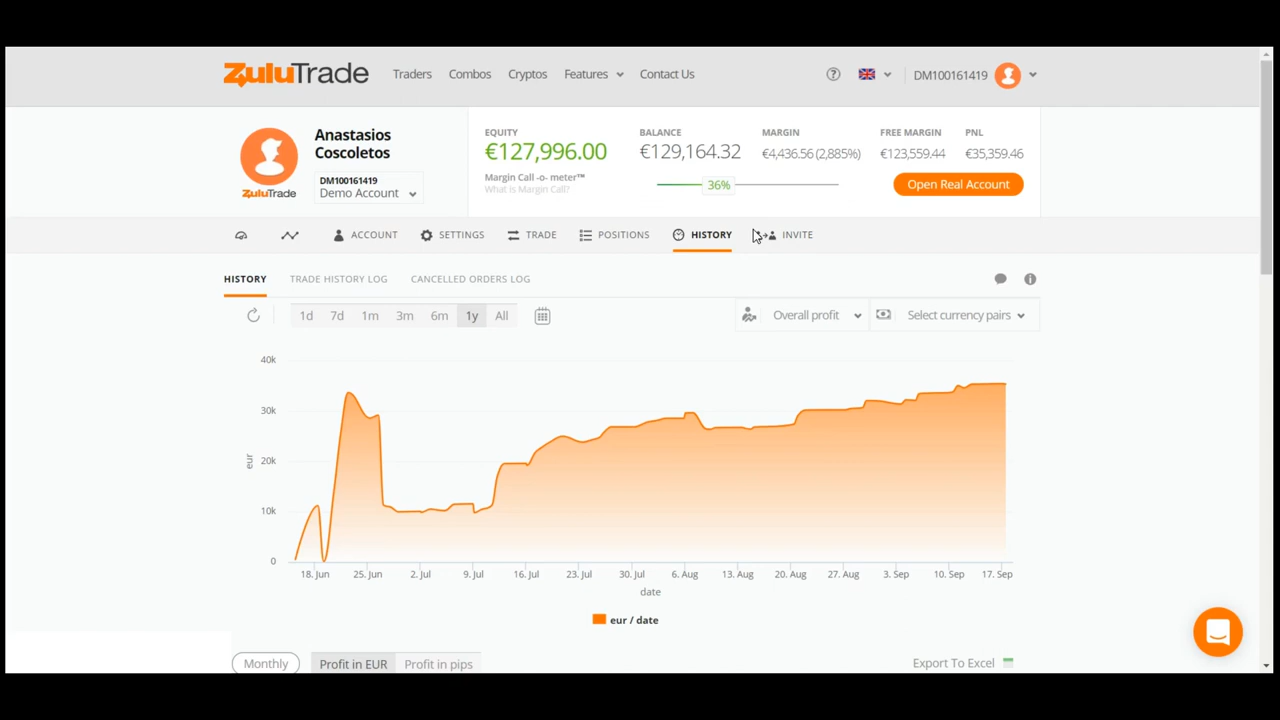 ZuluTrade Traders Combos Cryptos Features Contact Us DM100161419
Anastasios
Coscoletos
ZuluTrade
DM100161419
Demo Account
EQUITY BALANCE MARGIN FREE MARGIN PNL
€127,996.00 €129,164.32 €4,436.56 (2,885%) €123,559.44 €35,359.46
Margin Call -o- meter™
What is Margin Call?
36%
Open Real Account
ACCOUNT SETTINGS TRADE POSITIONS HISTORY INVITE
HISTORY TRADE HISTORY LOG CANCELLED ORDERS LOG
1d 7d 1m 3m 6m 1y All Overall profit Select currency pairs
40k
30k
20k
10k
0
eur
18. Jun 25. Jun 2. Jul 9. Jul 16. Jul 23. Jul 30. Jul 6. Aug 13. Aug 20. Aug 27. Aug 3. Sep 10. Sep 17. Sep
date
eur / date
Monthly Profit in EUR Profit in pips Export To Excel